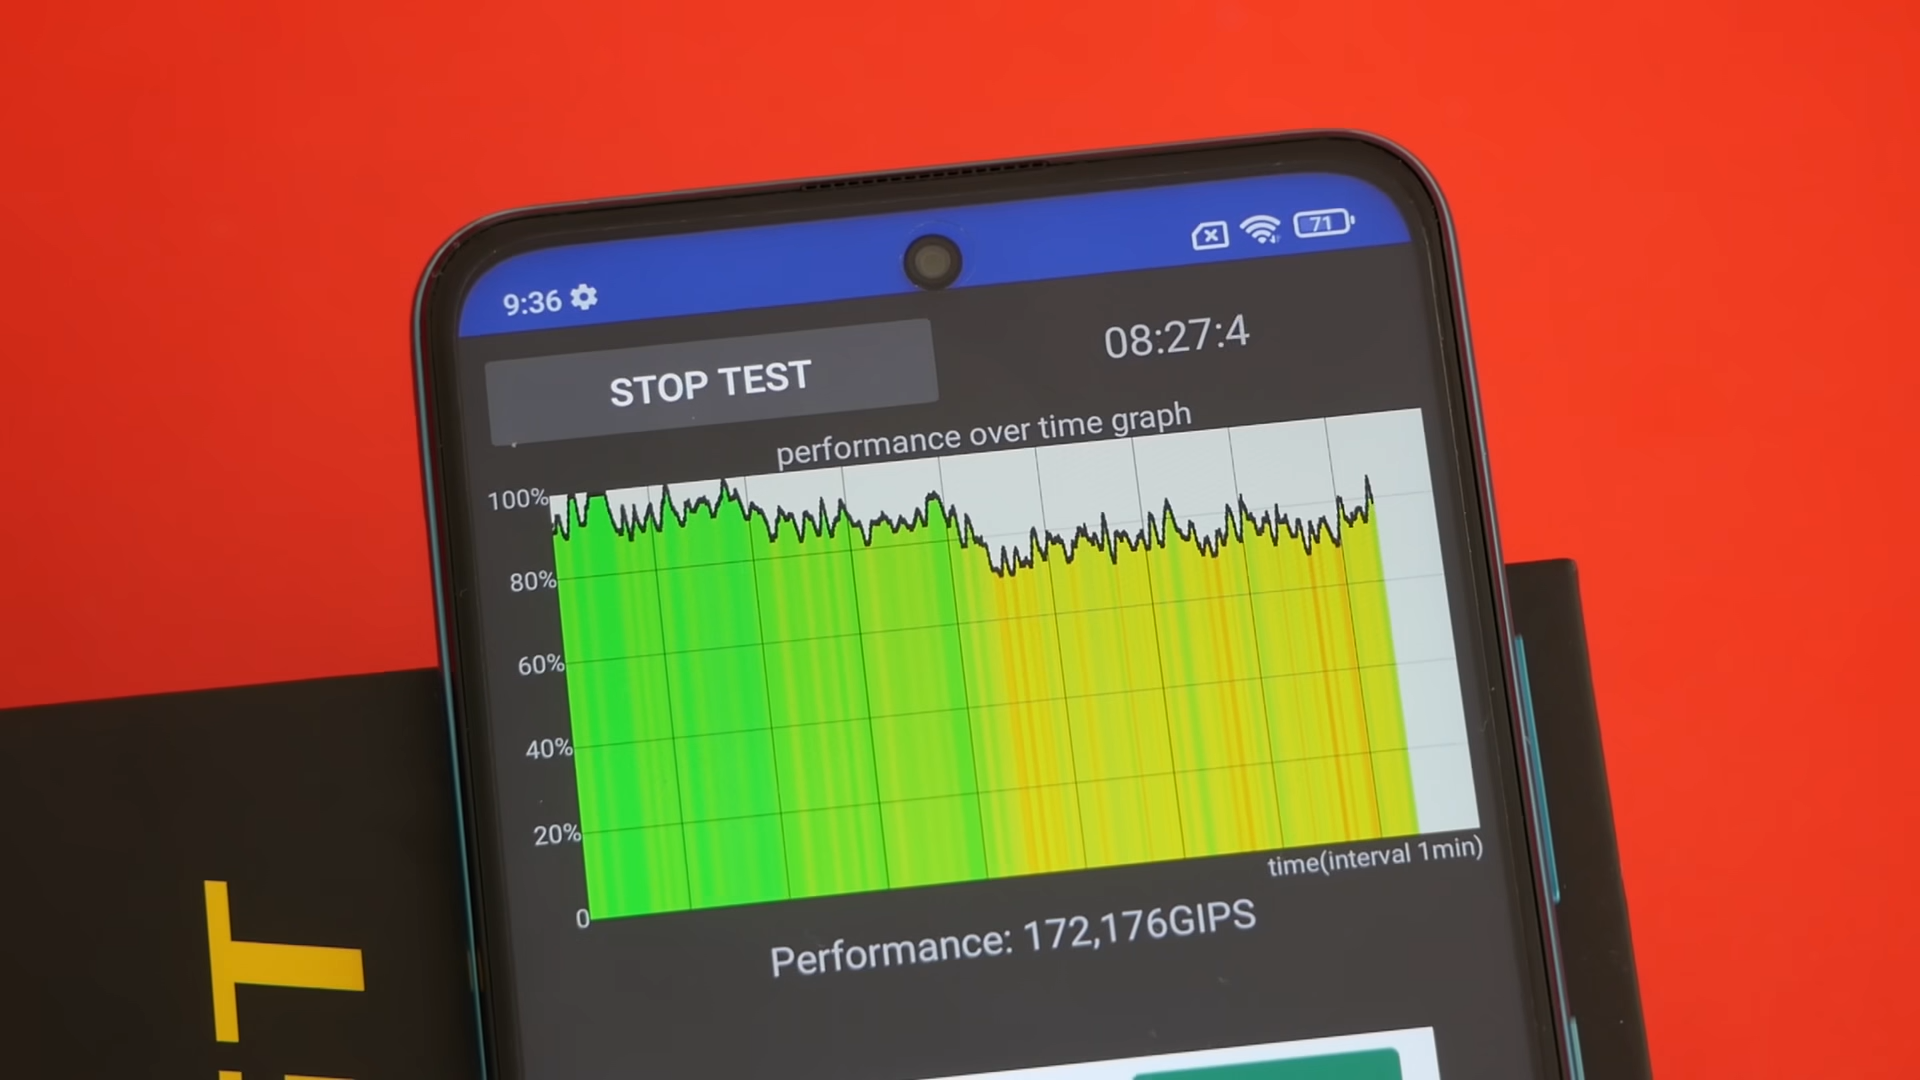 9:36
71
STOP TEST
08:27:4
performance over time graph
100%
80%
60%
40%
20%
0
time(interval 1min)
Performance: 172,176GIPS
T